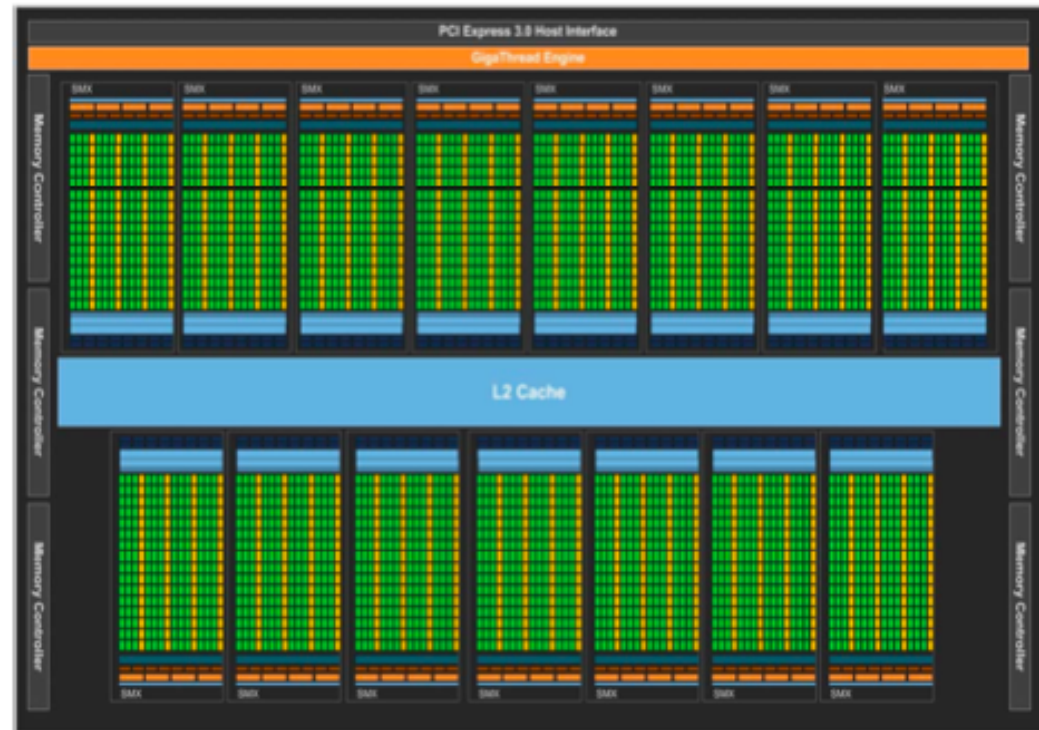 PCI Express 3.0 Host Interface
GigaThread Engine
SMX SMX SMX SMX SMX SMX SMX SMX
Memory Controller
Memory Controller
Memory Controller
Memory Controller
L2 Cache
Memory Controller
Memory Controller
SMX SMX SMX SMX SMX SMX SMX